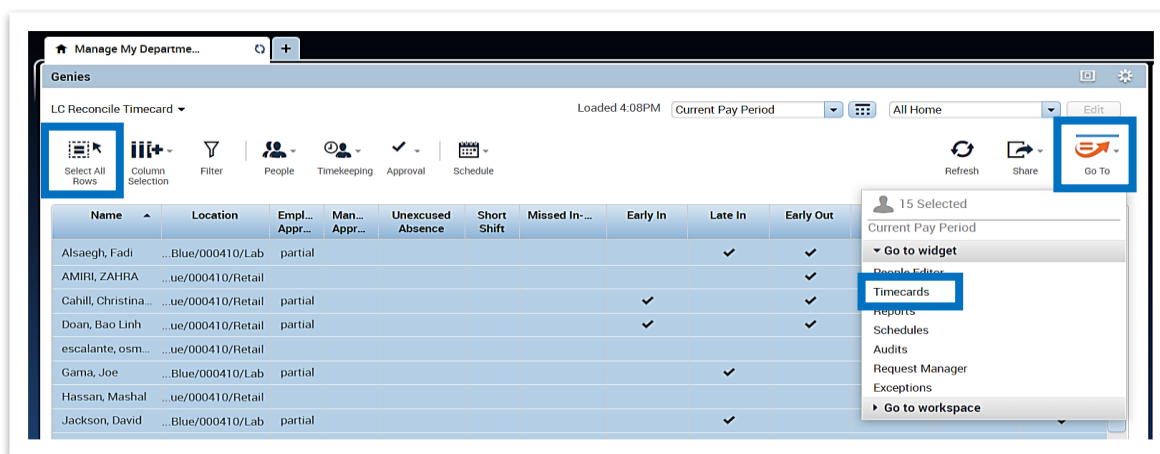 Manage My Departme...
+
Genies
LC Reconcile Timecard
Loaded 4:08PM
Current Pay Period
All Home
Edit
Select All Rows
Column Selection
Filter
People
Timekeeping
Approval
Schedule
Refresh
Share
Go To
Name Location Empl... Appr... Man... Appr... Unexcused Absence Short Shift Missed In-... Early In Late In Early Out
Alsaegh, Fadi ...Blue/000410/Lab partial
AMIRI, ZAHRA ...ue/000410/Retail
Cahill, Christina... ...ue/000410/Retail partial
Doan, Bao Linh ...ue/000410/Retail partial
escalante, osm... ...ue/000410/Retail
Gama, Joe ...Blue/000410/Lab partial
Hassan, Mashal ...ue/000410/Retail
Jackson, David ...Blue/000410/Lab partial
15 Selected
Current Pay Period
Go to widget
People Editor
Timecards
Reports
Schedules
Audits
Request Manager
Exceptions
Go to workspace